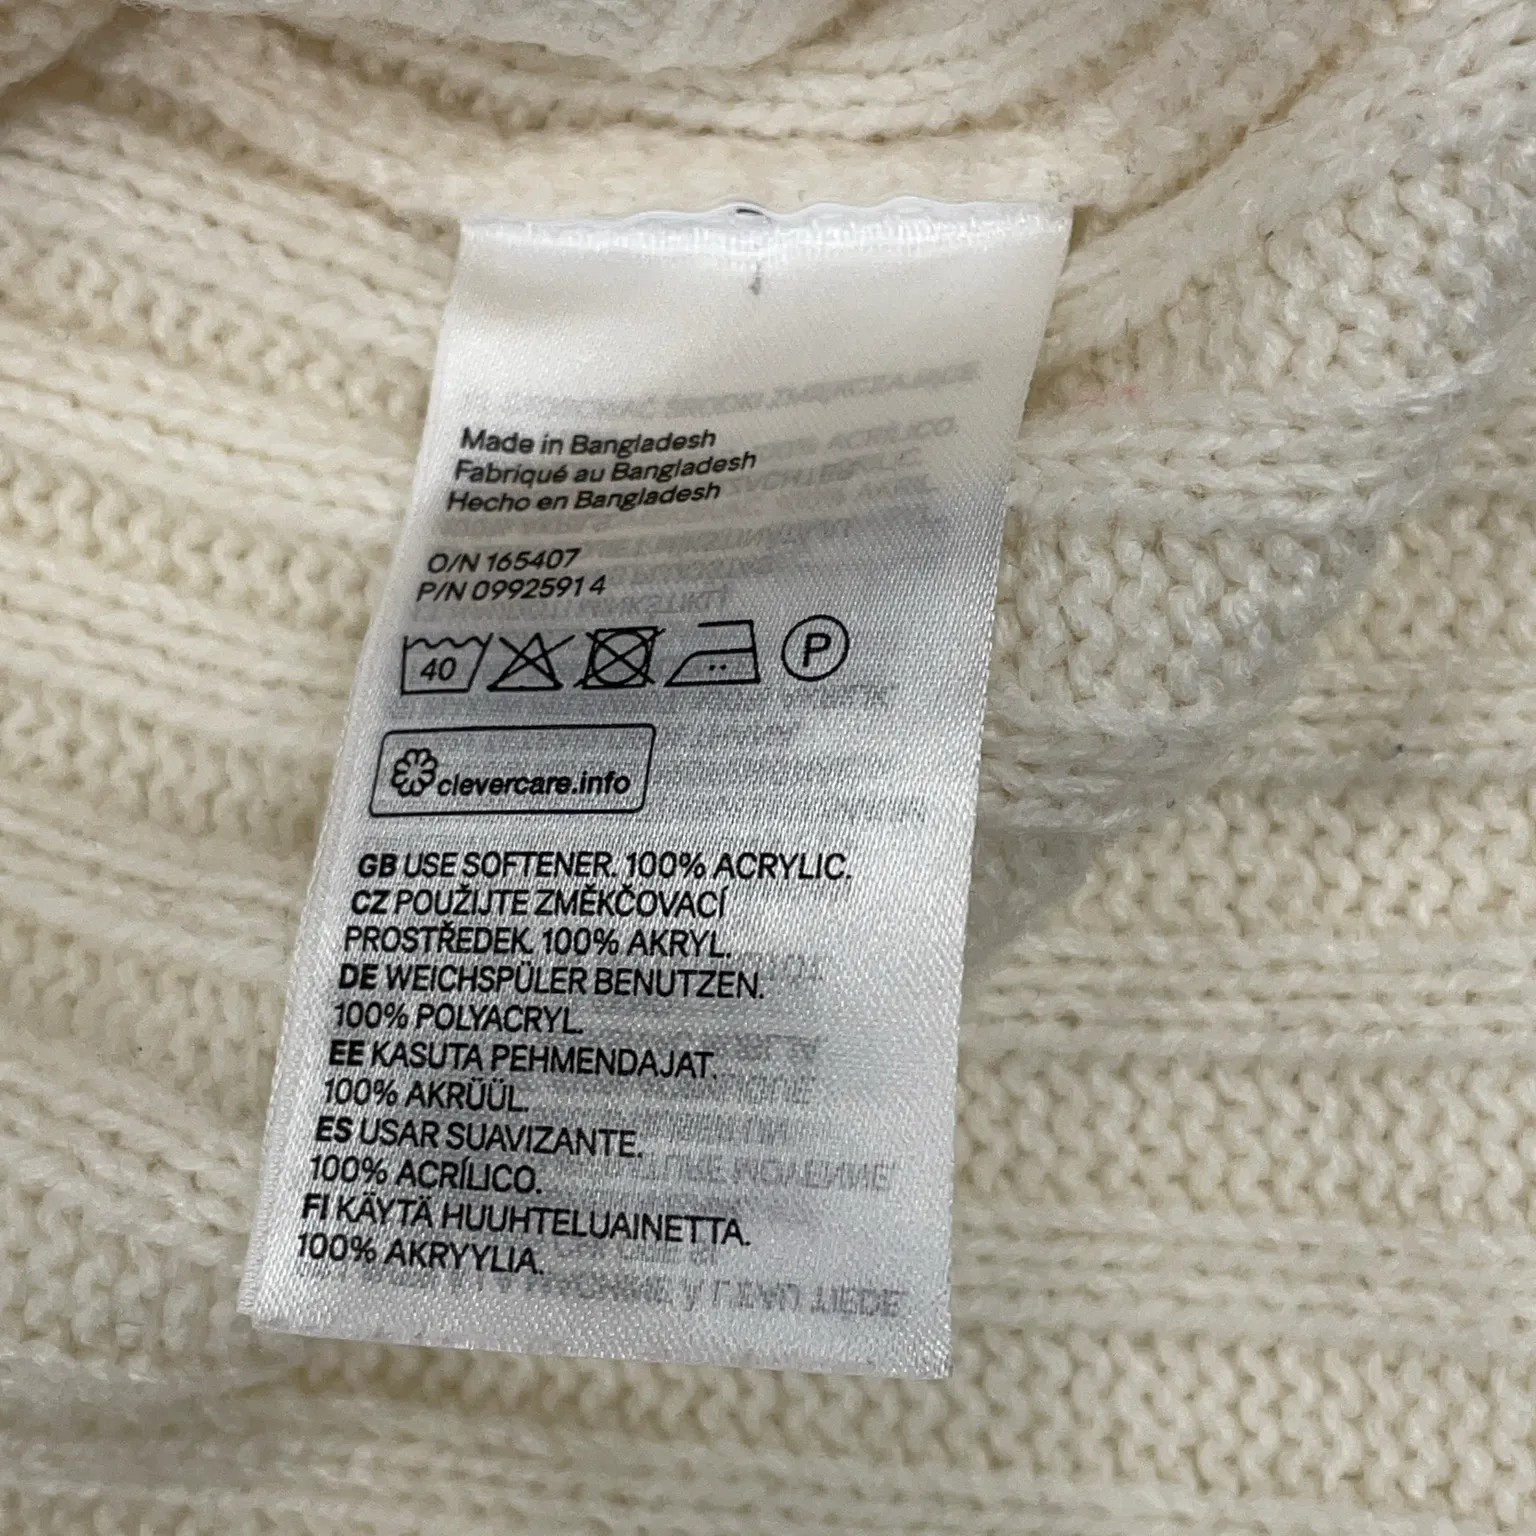 Made in Bangladesh
Fabriqué au Bangladesh
Hecho en Bangladesh
O/N 165407
P/N 09925914
40 P
clevercare.info
GB USE SOFTENER. 100% ACRYLIC.
CZ POUŽIJTE ZMĚKČOVACÍ
PROSTŘEDEK. 100% AKRYL.
DE WEICHSPÜLER BENUTZEN.
100% POLYACRYL.
EE KASUTA PEHMENDAJAT.
100% AKRÜÜL.
ES USAR SUAVIZANTE.
100% ACRÍLICO.
FI KÄYTÄ HUUHTELUAINETTA.
100% AKRYYLIA.